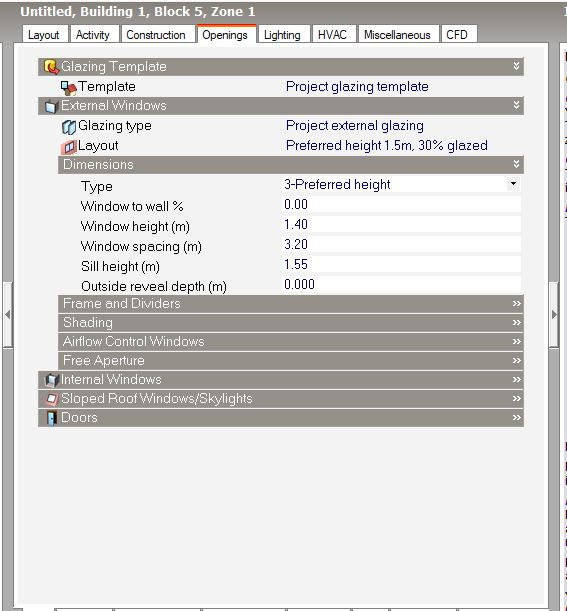 Untitled, Building 1, Block 5, Zone 1
Layout Activity Construction Openings Lighting HVAC Miscellaneous CFD
Glazing Template
Template Project glazing template
External Windows
Glazing type Project external glazing
Layout Preferred height 1.5m, 30% glazed
Dimensions
Type 3-Preferred height
Window to wall % 0.00
Window height (m) 1.40
Window spacing (m) 3.20
Sill height (m) 1.55
Outside reveal depth (m) 0.000
Frame and Dividers
Shading
Airflow Control Windows
Free Aperture
Internal Windows
Sloped Roof Windows/Skylights
Doors